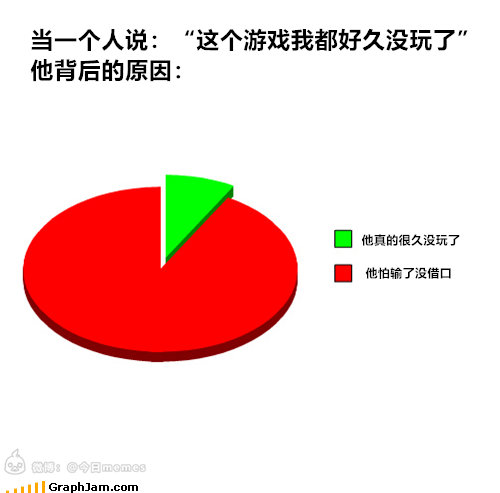 当一个人说：“这个游戏我都好久没玩了”
他背后的原因：
他真的很久没玩了
他怕输了没借口
微博：@今日memes
GraphJam.com